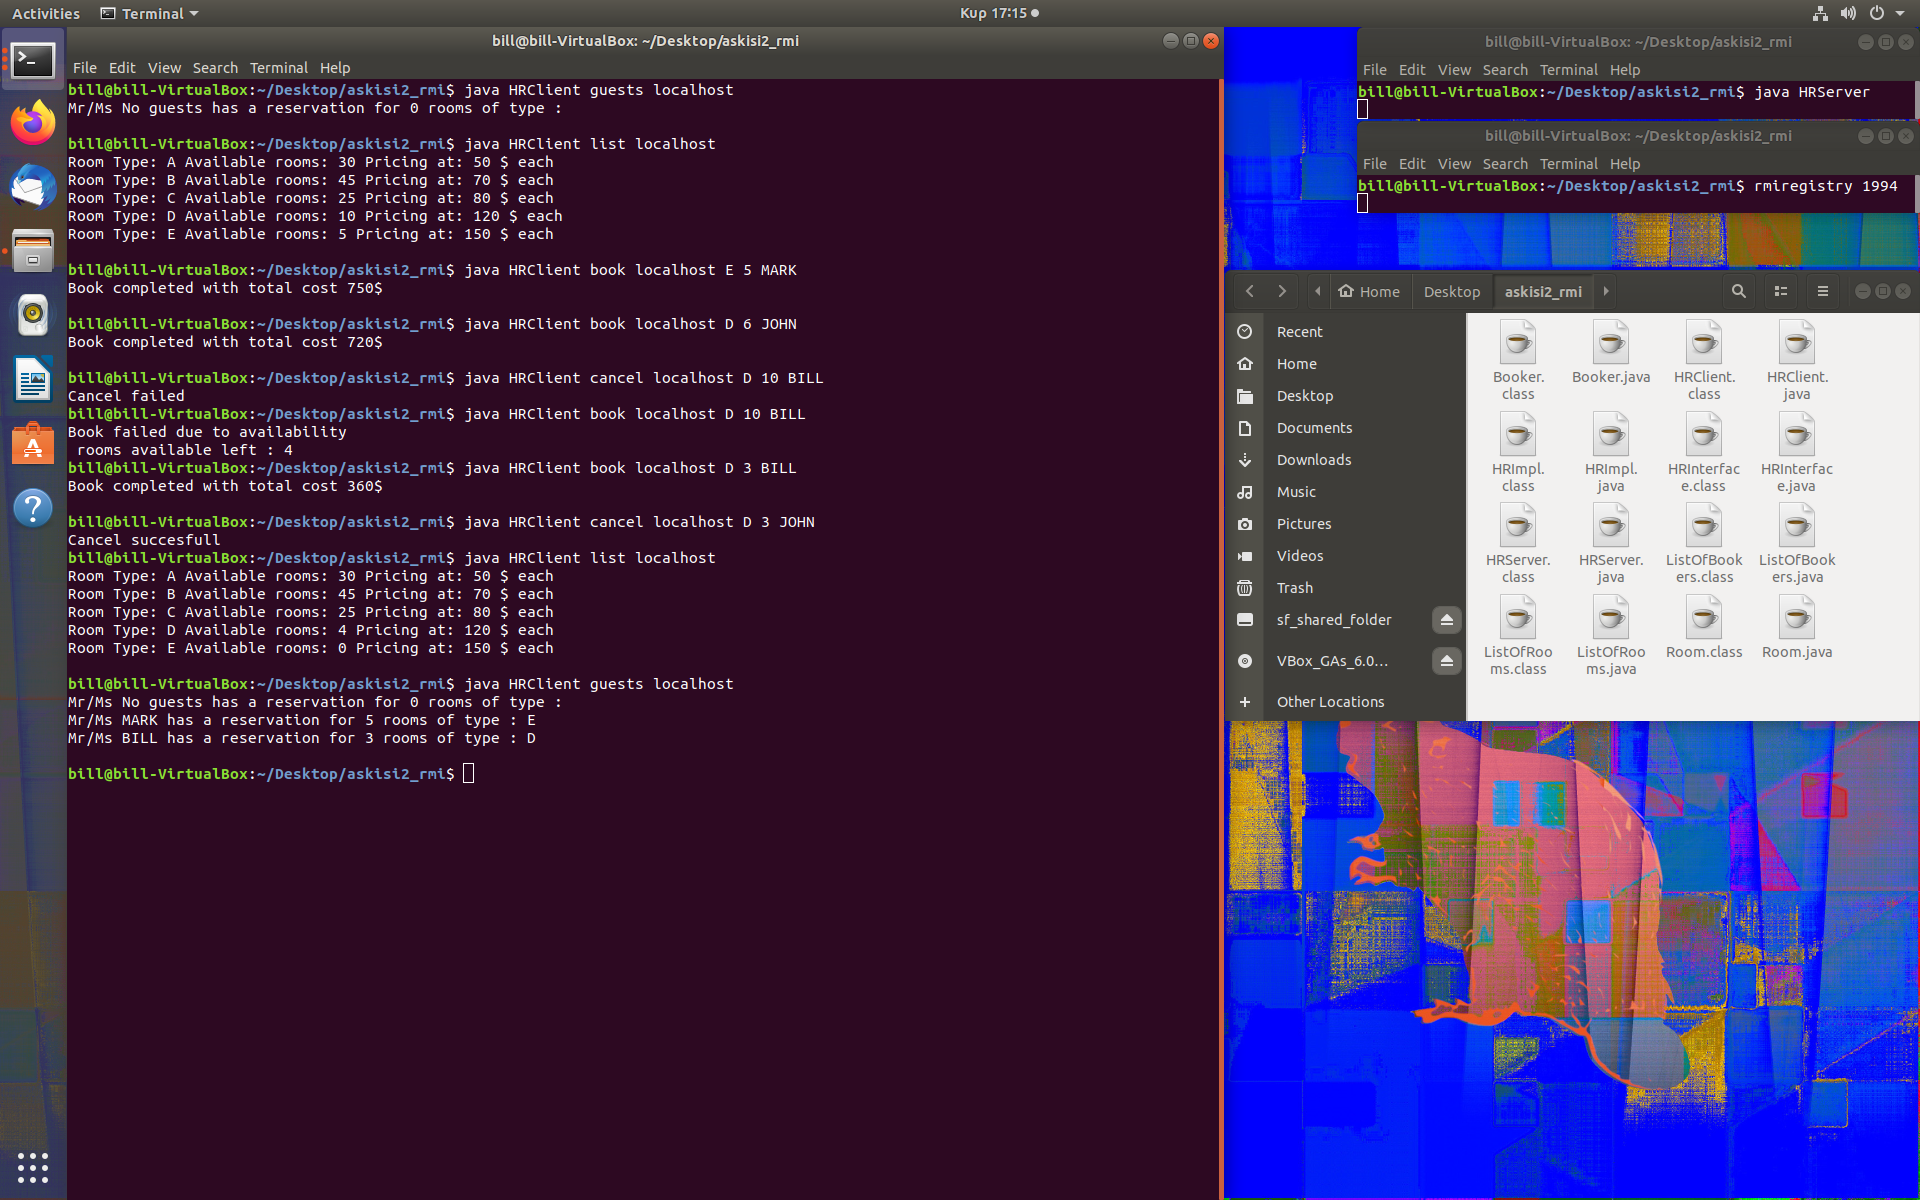 Activities
Terminal
Κυρ 17:15
bill@bill-VirtualBox: ~/Desktop/askisi2_rmi
File Edit View Search Terminal Help
bill@bill-VirtualBox:~/Desktop/askisi2_rmi$ java HRClient guests localhost
Mr/Ms No guests has a reservation for 0 rooms of type :
bill@bill-VirtualBox:~/Desktop/askisi2_rmi$ java HRClient list localhost
Room Type: A Available rooms: 30 Pricing at: 50 $ each
Room Type: B Available rooms: 45 Pricing at: 70 $ each
Room Type: C Available rooms: 25 Pricing at: 80 $ each
Room Type: D Available rooms: 10 Pricing at: 120 $ each
Room Type: E Available rooms: 5 Pricing at: 150 $ each
bill@bill-VirtualBox:~/Desktop/askisi2_rmi$ java HRClient book localhost E 5 MARK
Book completed with total cost 750$
bill@bill-VirtualBox:~/Desktop/askisi2_rmi$ java HRClient book localhost D 6 JOHN
Book completed with total cost 720$
bill@bill-VirtualBox:~/Desktop/askisi2_rmi$ java HRClient cancel localhost D 10 BILL
Cancel failed
bill@bill-VirtualBox:~/Desktop/askisi2_rmi$ java HRClient book localhost D 10 BILL
Book failed due to availability
rooms available left : 4
bill@bill-VirtualBox:~/Desktop/askisi2_rmi$ java HRClient book localhost D 3 BILL
Book completed with total cost 360$
bill@bill-VirtualBox:~/Desktop/askisi2_rmi$ java HRClient cancel localhost D 3 JOHN
Cancel succesfull
bill@bill-VirtualBox:~/Desktop/askisi2_rmi$ java HRClient list localhost
Room Type: A Available rooms: 30 Pricing at: 50 $ each
Room Type: B Available rooms: 45 Pricing at: 70 $ each
Room Type: C Available rooms: 25 Pricing at: 80 $ each
Room Type: D Available rooms: 4 Pricing at: 120 $ each
Room Type: E Available rooms: 0 Pricing at: 150 $ each
bill@bill-VirtualBox:~/Desktop/askisi2_rmi$ java HRClient guests localhost
Mr/Ms No guests has a reservation for 0 rooms of type :
Mr/Ms MARK has a reservation for 5 rooms of type : E
Mr/Ms BILL has a reservation for 3 rooms of type : D
bill@bill-VirtualBox:~/Desktop/askisi2_rmi$
bill@bill-VirtualBox: ~/Desktop/askisi2_rmi
File Edit View Search Terminal Help
bill@bill-VirtualBox:~/Desktop/askisi2_rmi$ java HRServer
bill@bill-VirtualBox: ~/Desktop/askisi2_rmi
File Edit View Search Terminal Help
bill@bill-VirtualBox:~/Desktop/askisi2_rmi$ rmiregistry 1994
Home Desktop askisi2_rmi
Recent
Home
Desktop
Documents
Downloads
Music
Pictures
Videos
Trash
sf_shared_folder
VBox_GAs_6.0...
Other Locations
Booker. Booker.java HRClient. HRClient.
class class java
HRImpl. HRImpl. HRInterfac HRInterfac
class java e.class e.java
HRServer. HRServer. ListOfBook ListOfBook
class java ers.class ers.java
ListOfRoo ListOfRoo Room.class Room.java
ms.class ms.java